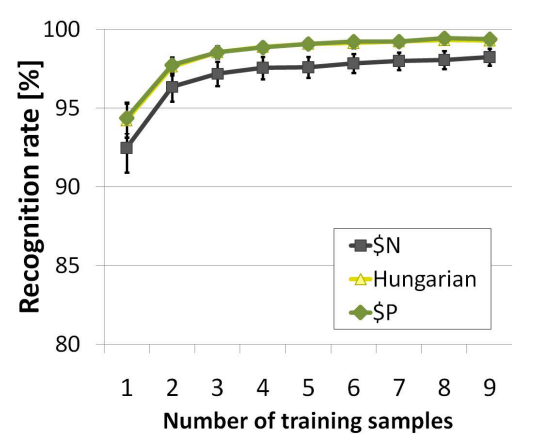 Recognition rate [%]
100
95
90
85
80
$N
Hungarian
$P
1 2 3 4 5 6 7 8 9
Number of training samples